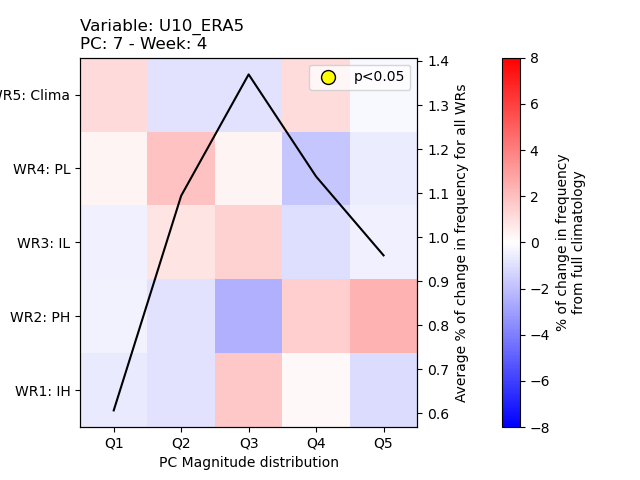 Variable: U10_ERA5
PC: 7 - Week: 4
p<0.05
WR5: Clima
WR4: PL
WR3: IL
WR2: PH
WR1: IH
Q1 Q2 Q3 Q4 Q5
PC Magnitude distribution
1.4
1.3
1.2
1.1
1.0
0.9
0.8
0.7
0.6
Average % of change in frequency for all WRs
8
6
4
2
0
−2
−4
−6
−8
% of change in frequency
from full climatology